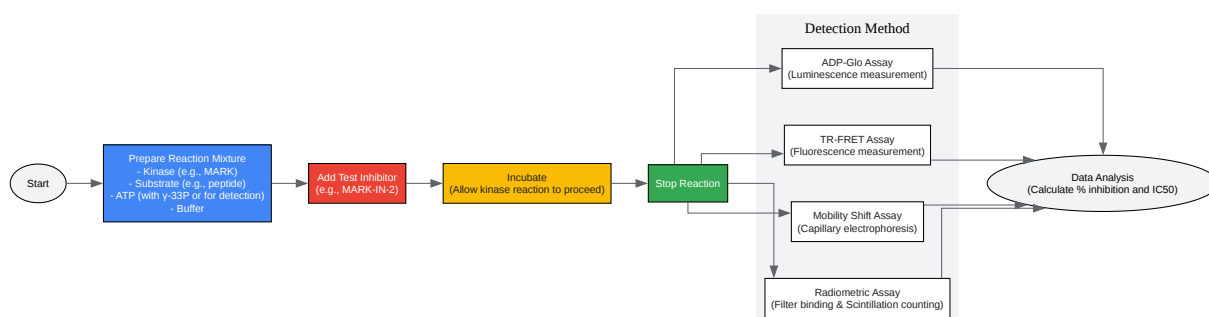 Start
Prepare Reaction Mixture
- Kinase (e.g., MARK)
- Substrate (e.g., peptide)
- ATP (with γ-33P or for detection)
- Buffer
Add Test Inhibitor
(e.g., MARK-IN-2)
Incubate
(Allow kinase reaction to proceed)
Stop Reaction
Detection Method
ADP-Glo Assay
(Luminescence measurement)
TR-FRET Assay
(Fluorescence measurement)
Mobility Shift Assay
(Capillary electrophoresis)
Radiometric Assay
(Filter binding & Scintillation counting)
Data Analysis
(Calculate % inhibition and IC50)